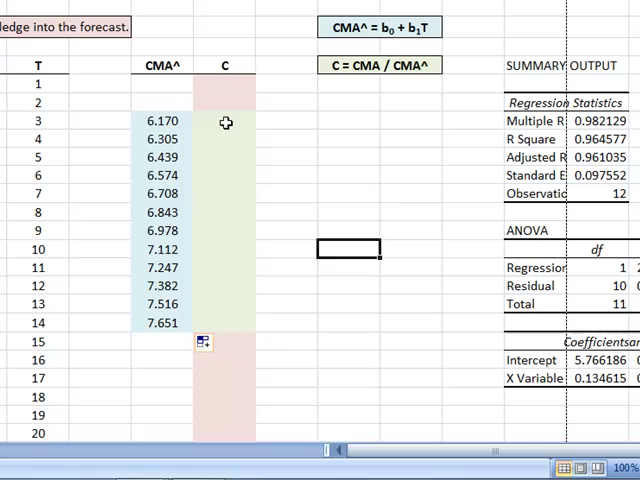 ledge into the forecast.
CMA^ = b₀ + b₁T
T CMA^ C C = CMA / CMA^ SUMMARY OUTPUT
1
2 Regression Statistics
3 6.170 Multiple R 0.982129
4 6.305 R Square 0.964577
5 6.439 Adjusted R 0.961035
6 6.574 Standard E 0.097552
7 6.708 Observatio 12
8 6.843
9 6.978 ANOVA
10 7.112 df
11 7.247 Regression 1 2
12 7.382 Residual 10 0
13 7.516 Total 11
14 7.651
15 Coefficients
16 Intercept 5.766186 0
17 X Variable 0.134615 0
18
19
20
100%